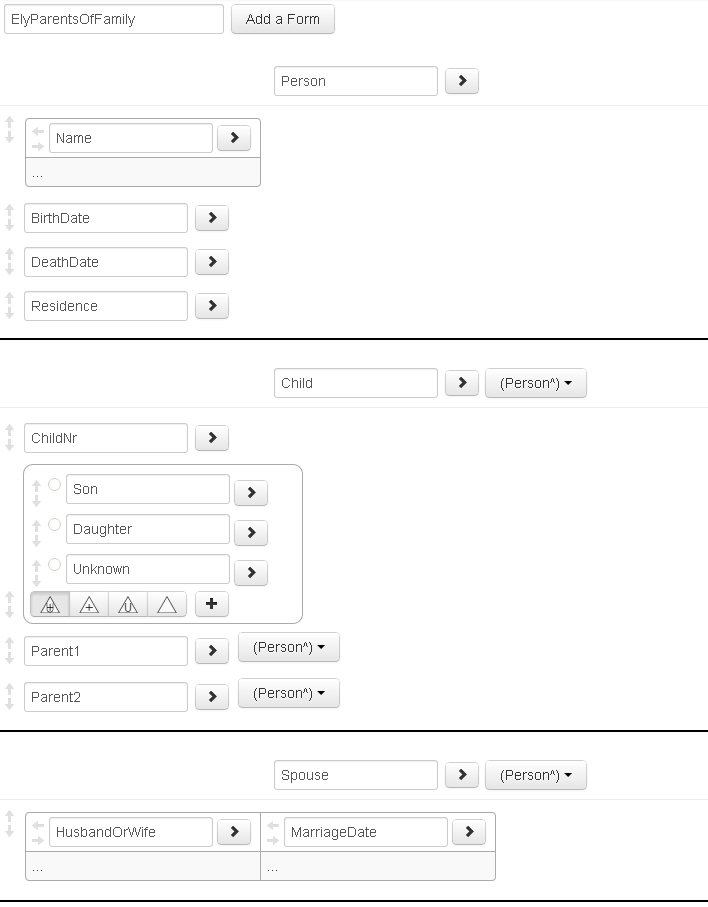 ElyParentsOfFamily Add a Form
Person
Name
...
BirthDate
DeathDate
Residence
Child (Person^)
ChildNr
Son
Daughter
Unknown
+ + U +
Parent1 (Person^)
Parent2 (Person^)
Spouse (Person^)
HusbandOrWife MarriageDate
... ...